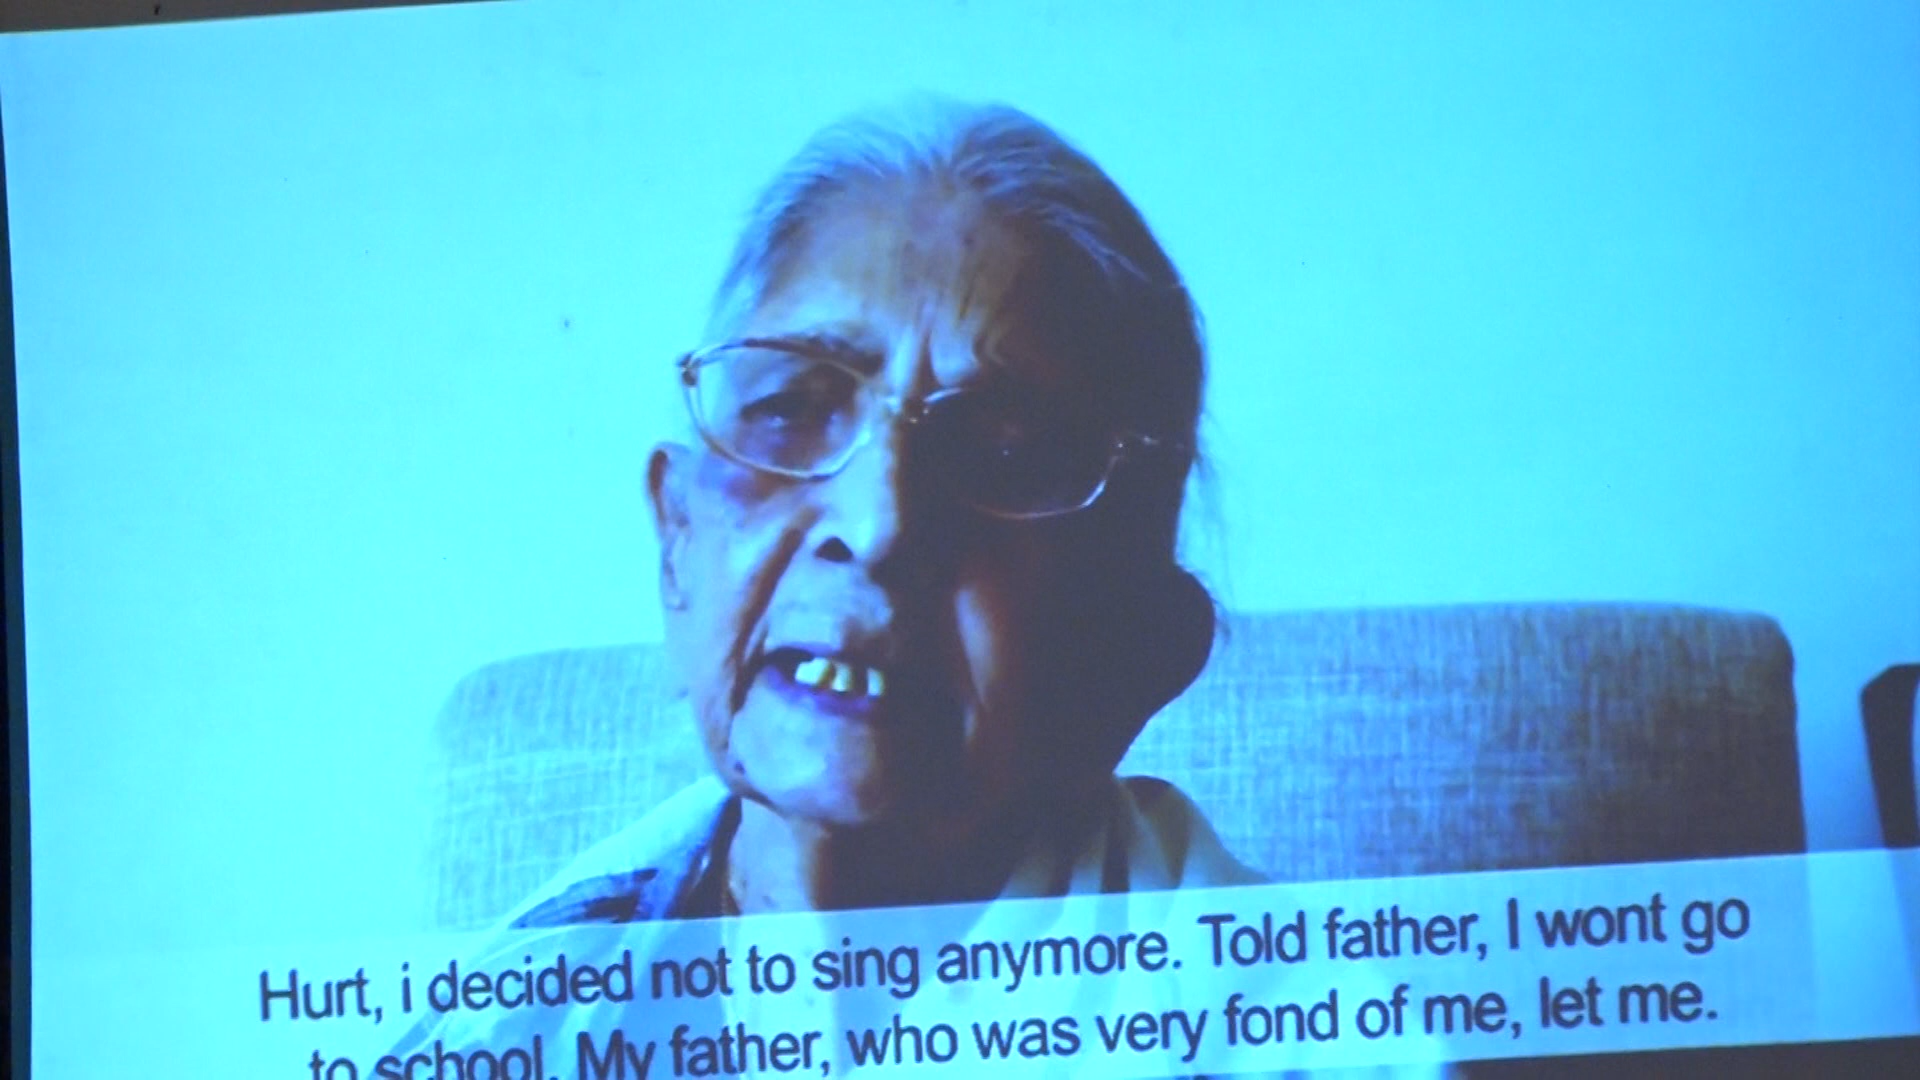 Hurt, i decided not to sing anymore. Told father, I wont go
to school. My father, who was very fond of me, let me.